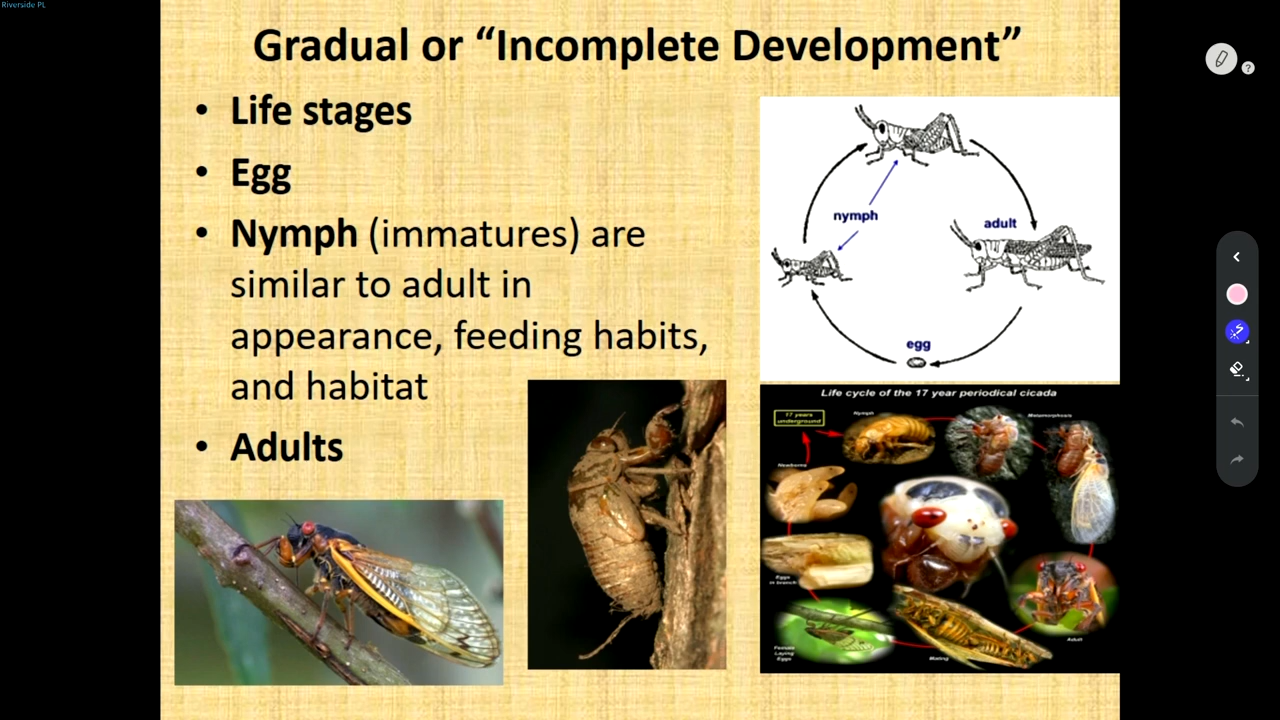 Riverside PL
Gradual or “Incomplete Development”
• Life stages
• Egg
• Nymph (immatures) are
similar to adult in
appearance, feeding habits,
and habitat
• Adults
nymph
adult
egg
Life cycle of the 17 year periodical cicada
17 years
underground
Nymph
Metamorphosis
Newborns
Eggs
in branch
Female
Laying
Eggs
Mating
Adult
?